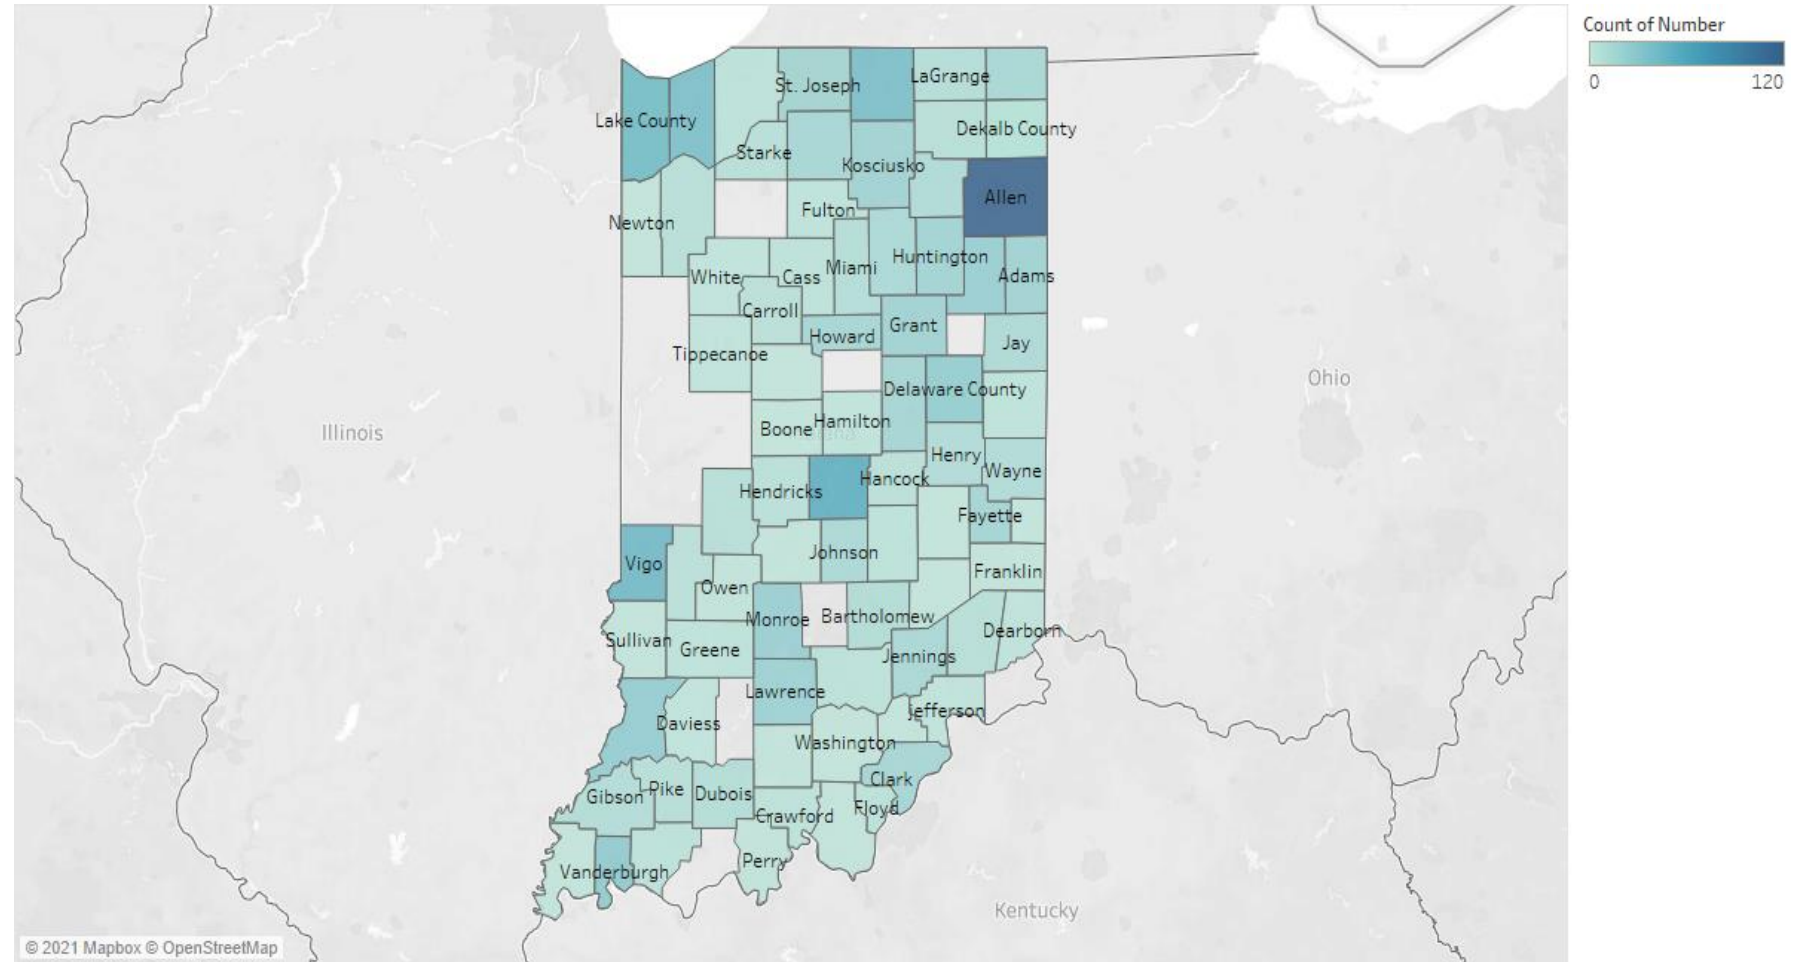 Count of Number
0 120
LaGrange
St. Joseph
Lake County
Dekalb County
Starke
Kosciusko
Allen
Fulton
Newton
Huntington
Miami
White
Cass
Adams
Carroll
Grant
Howard
Jay
Tippecanoe
Ohio
Delaware County
Hamilton
Boone
Illinois
Henry
Wayne
Hancock
Hendricks
Fayette
Johnson
Vigo
Franklin
Owen
Bartholomew
Monroe
Dearborn
Sullivan
Greene
Jennings
Lawrence
Jefferson
Daviess
Washington
Clark
Pike
Dubois
Gibson
Floyd
Crawford
Perry
Vanderburgh
Kentucky
© 2021 Mapbox © OpenStreetMap